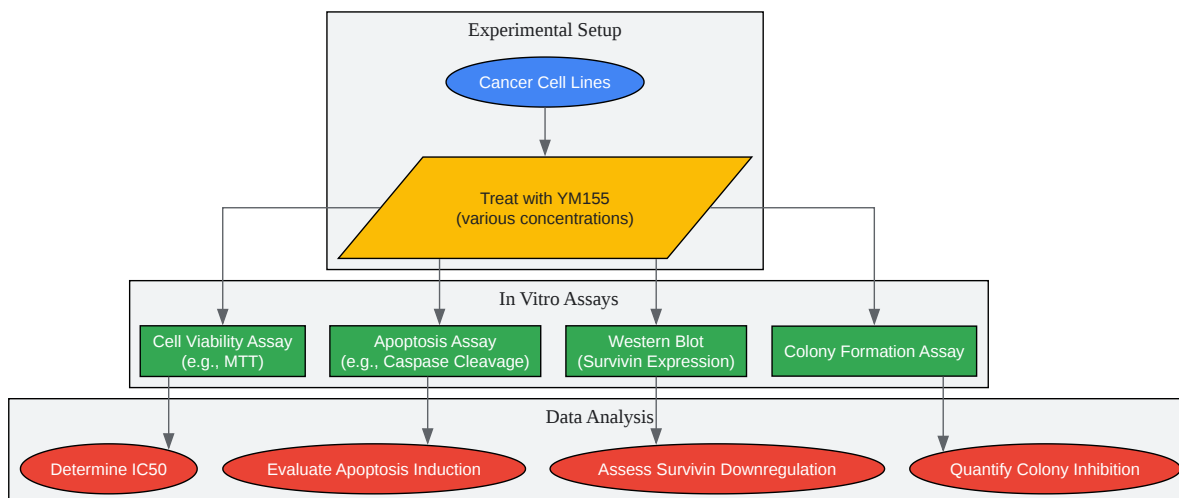 Experimental Setup
Cancer Cell Lines
Treat with YM155
(various concentrations)
In Vitro Assays
Cell Viability Assay
(e.g., MTT)
Apoptosis Assay
(e.g., Caspase Cleavage)
Western Blot
(Survivin Expression)
Colony Formation Assay
Data Analysis
Determine IC50
Evaluate Apoptosis Induction
Assess Survivin Downregulation
Quantify Colony Inhibition